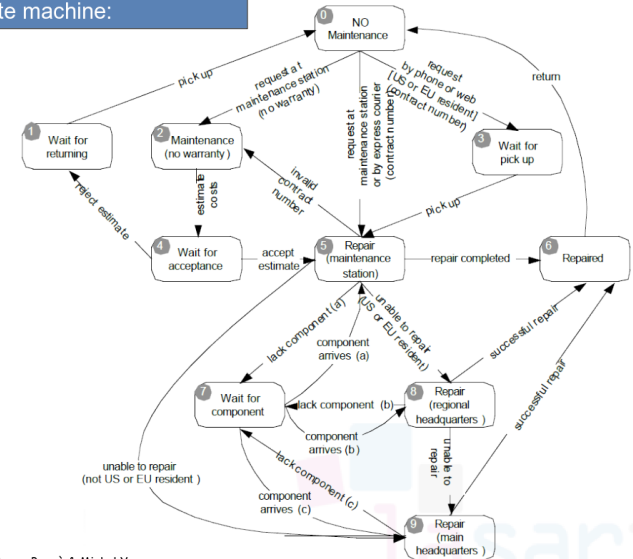 te machine:
0
NO
Maintenance
pick up
request at
maintenance station
(no warranty)
request at
maintenance station
or by express courier
(contract number)
request
by phone or web
[US or EU resident]
(contract number)
return
1
Wait for
returning
2
Maintenance
(no warranty)
3
Wait for
pick up
reject estimate
estimate
costs
invalid
contract
number
pick up
4
Wait for
acceptance
accept
estimate
5
Repair
(maintenance
station)
repair completed
6
Repaired
lack component (a)
component
arrives (a)
unable to repair
(US or EU resident)
successful repair
successful repair
7
Wait for
component
lack component (b)
component
arrives (b)
8
Repair
(regional
headquarters )
unable to
repair
unable to repair
(not US or EU resident )
lack component (c)
component
arrives (c)
9
Repair
(main
headquarters )